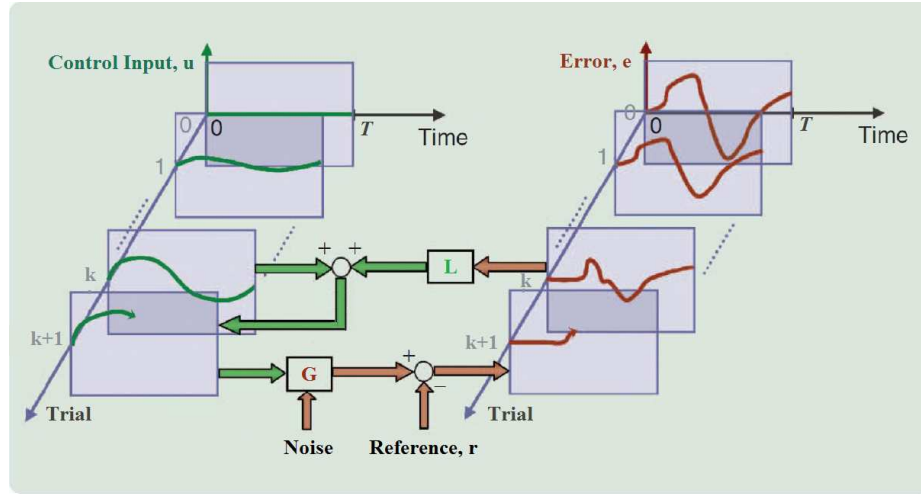 Control Input, u
0
0
T
Time
1
k
k+1
Trial
+
+
L
G
+
−
Noise
Reference, r
Error, e
0
0
T
Time
1
k
k+1
Trial